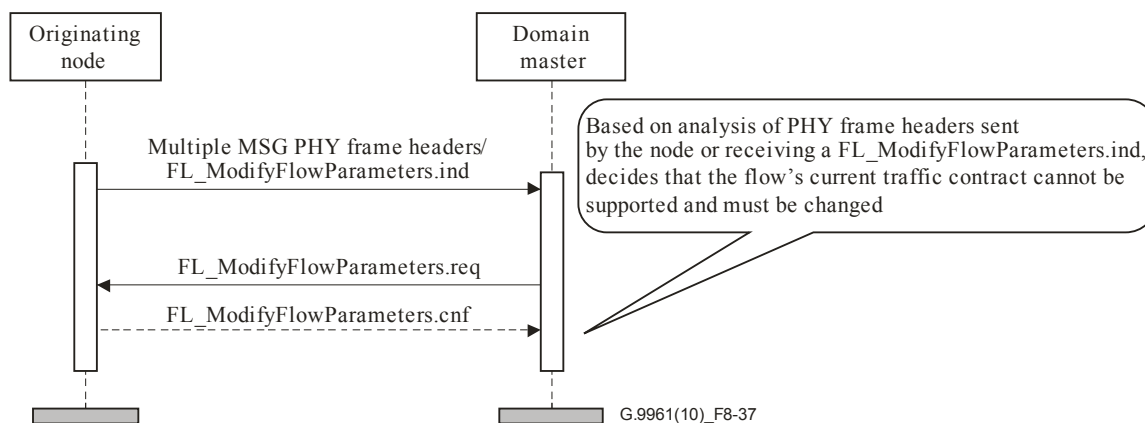 Originating
node
Domain
master
Multiple MSG PHY frame headers/
FL_ModifyFlowParameters.ind
Based on analysis of PHY frame headers sent
by the node or receiving a FL_ModifyFlowParameters.ind,
decides that the flow's current traffic contract cannot be
supported and must be changed
FL_ModifyFlowParameters.req
FL_ModifyFlowParameters.cnf
G.9961(10)_F8-37